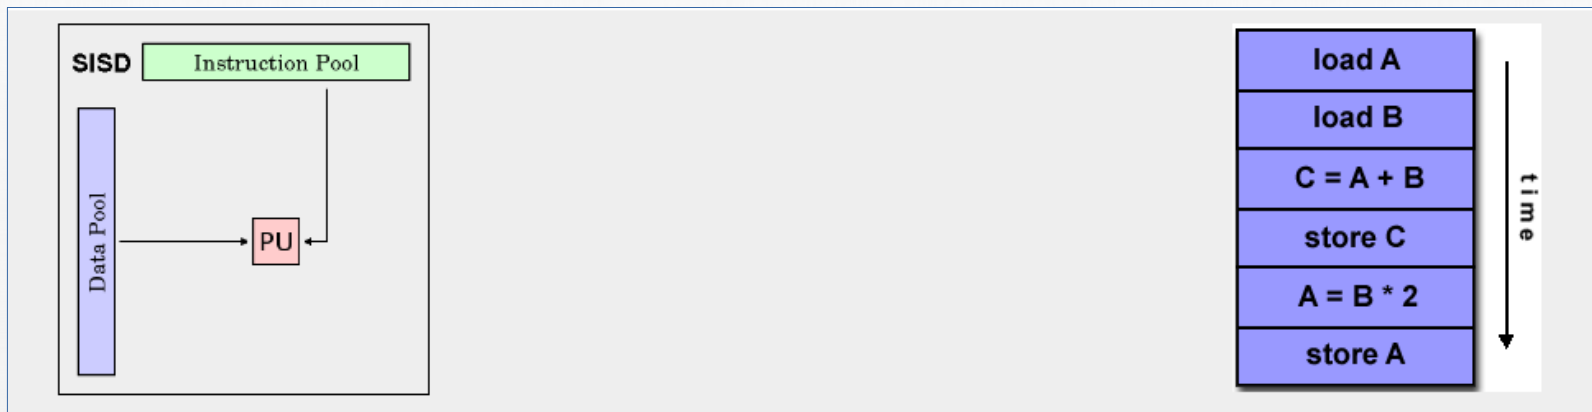 SISD
Instruction Pool
Data Pool
PU
load A
load B
C = A + B
store C
A = B * 2
store A
time